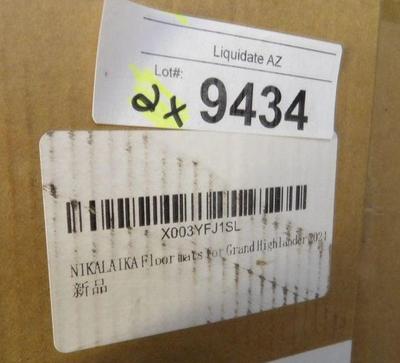 Liquidate AZ
Lot#:
2x 9434
X003YFJ1SL
NIKALAIKA Floor mats for Grand Highlander 2024
新品